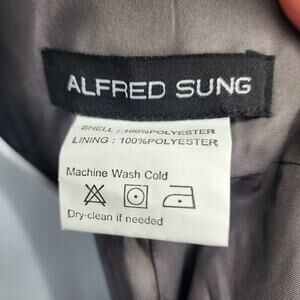 ALFRED SUNG
SHELL : 100%POLYESTER
LINING : 100%POLYESTER
Machine Wash Cold
Dry-clean if needed